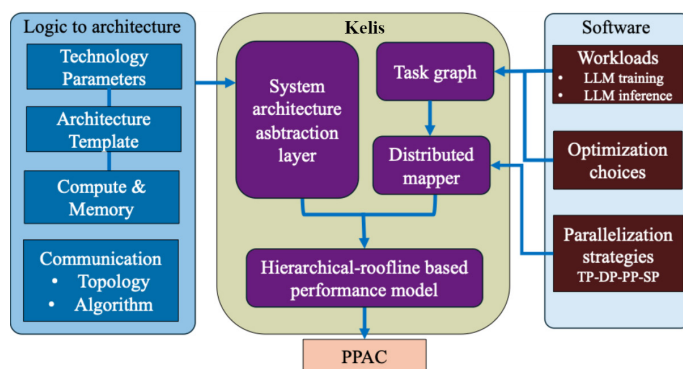 Logic to architecture
Technology
Parameters
Architecture
Template
Compute &
Memory
Communication
• Topology
• Algorithm
Kelis
System
architecture
asbtraction
layer
Task graph
Distributed
mapper
Hierarchical-roofline based
performance model
PPAC
Software
Workloads
• LLM training
• LLM inference
Optimization
choices
Parallelization
strategies
TP-DP-PP-SP